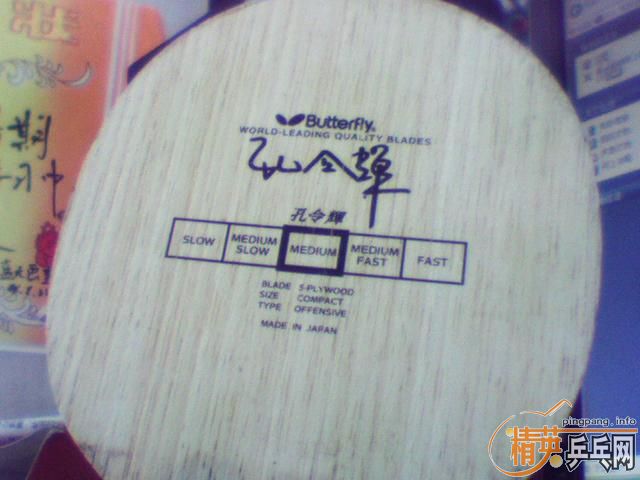 Butterfly
WORLD-LEADING QUALITY BLADES
孔令輝
孔令輝
SLOW
MEDIUM SLOW
MEDIUM
MEDIUM FAST
FAST
BLADE 5-PLYWOOD
SIZE COMPACT
TYPE OFFENSIVE
MADE IN JAPAN
pingpang.info
精英乒乓网